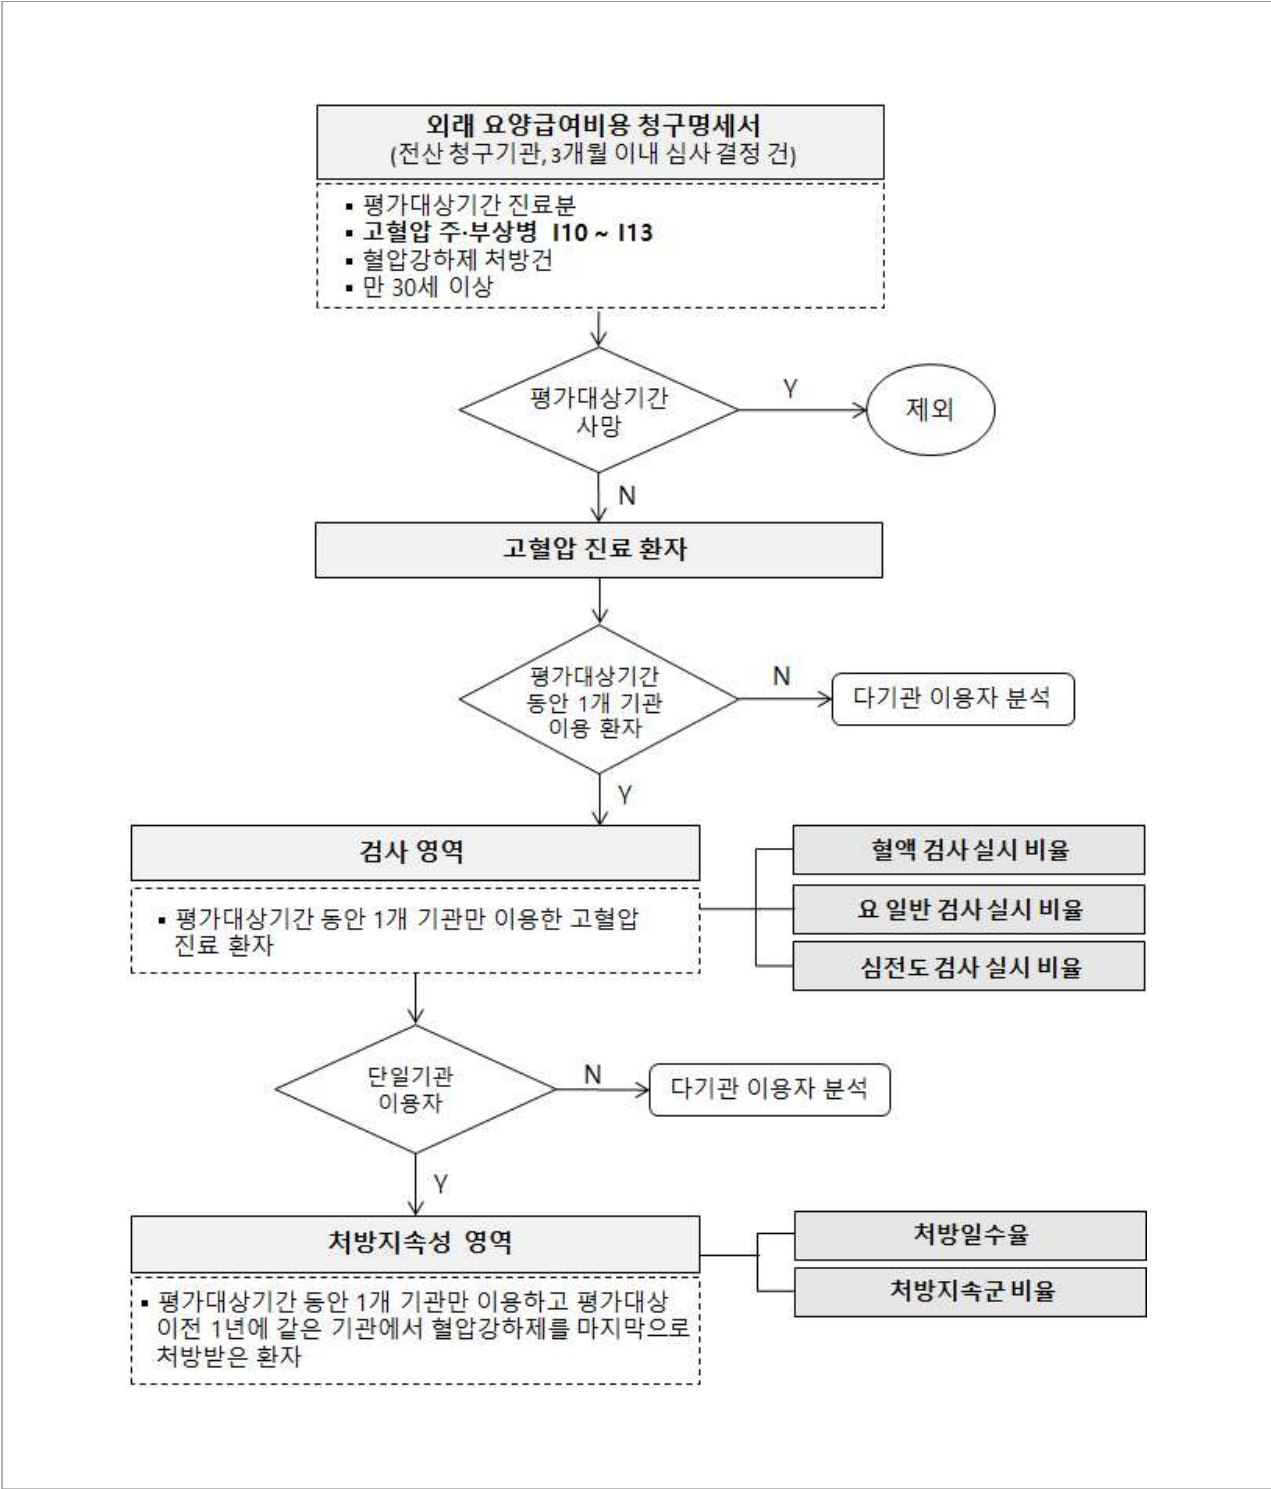 외래 요양급여비용 청구명세서
(전산 청구기관, 3개월 이내 심사 결정 건)
▪ 평가대상기간 진료분
▪ 고혈압 주·부상병 I10 ~ I13
▪ 혈압강하제 처방건
▪ 만 30세 이상
평가대상기간
사망
Y
제외
N
고혈압 진료 환자
평가대상기간
동안 1개 기관
이용 환자
N
다기관 이용자 분석
Y
검사 영역
▪ 평가대상기간 동안 1개 기관만 이용한 고혈압
진료 환자
혈액 검사 실시 비율
요 일반 검사 실시 비율
심전도 검사 실시 비율
단일기관
이용자
N
다기관 이용자 분석
Y
처방지속성 영역
▪ 평가대상기간 동안 1개 기관만 이용하고 평가대상
이전 1년에 같은 기관에서 혈압강하제를 마지막으로
처방받은 환자
처방일수율
처방지속군 비율